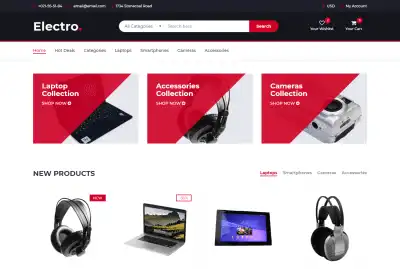 +021-95-51-84 email@email.com 1734 Stonecoal Road USD My Account
Electro. All Categories Search here Search Your Wishlist Your Cart
Home Hot Deals Categories Laptops Smartphones Cameras Accessories
Laptop
Collection
SHOP NOW
Accessories
Collection
SHOP NOW
Cameras
Collection
SHOP NOW
NEW PRODUCTS Laptops Smartphones Cameras Accessories
NEW